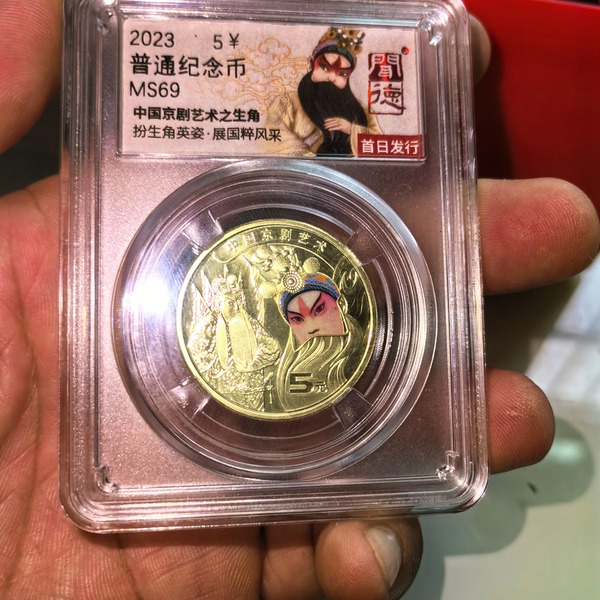 2023 5¥
普通纪念币
MS69
中国京剧艺术之生角
扮生角英姿·展国粹风采
聞德
首日发行
中国京剧艺术
5元